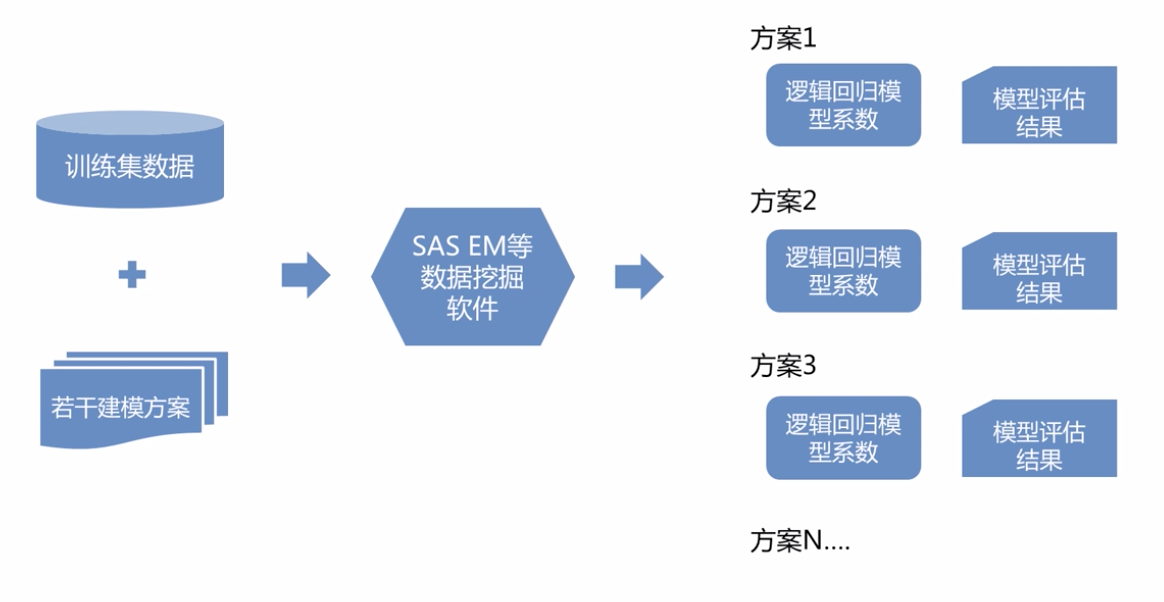 训练集数据
若干建模方案
SAS EM等
数据挖掘
软件
方案1
逻辑回归模
型系数
模型评估
结果
方案2
逻辑回归模
型系数
模型评估
结果
方案3
逻辑回归模
型系数
模型评估
结果
方案N....